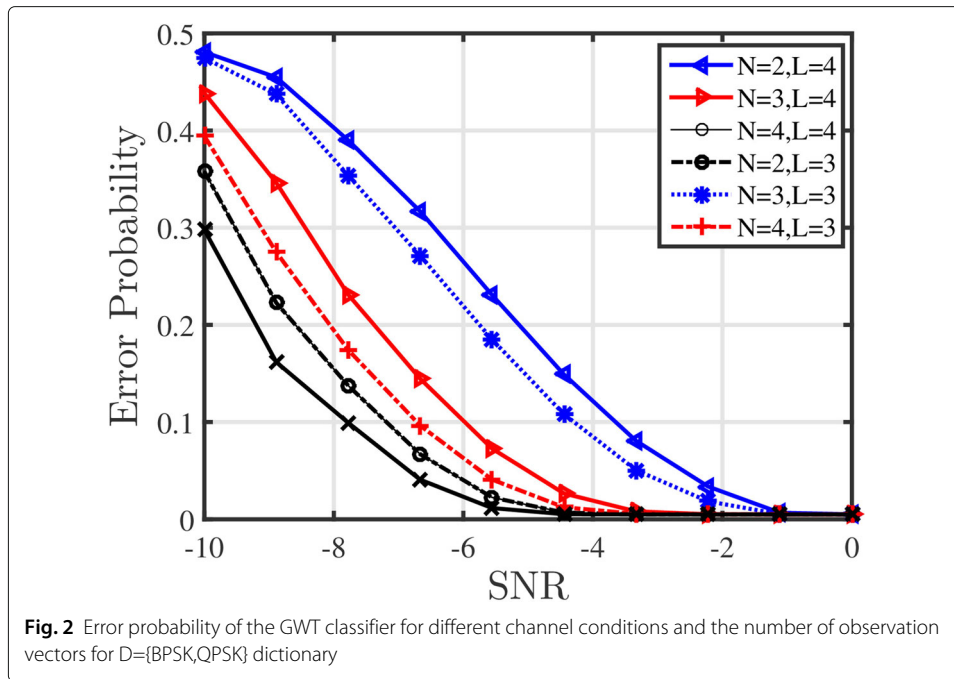 0.5
0.4
0.3
0.2
0.1
0
Error Probability
N=2,L=4
N=3,L=4
N=4,L=4
N=2,L=3
N=3,L=3
N=4,L=3
-10 -8 -6 -4 -2 0
SNR
Fig. 2 Error probability of the GWT classifier for different channel conditions and the number of observation
vectors for D={BPSK,QPSK} dictionary